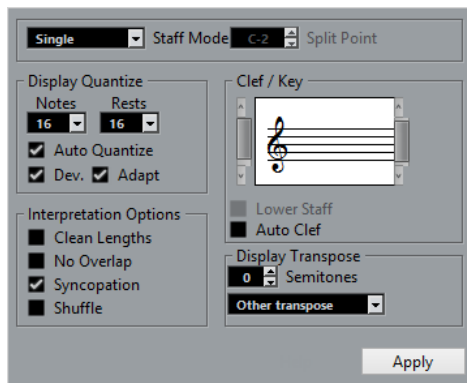 Single Staff Mode C-2 Split Point
Display Quantize
Notes Rests
16 16
Auto Quantize
Dev. Adapt
Interpretation Options
Clean Lengths
No Overlap
Syncopation
Shuffle
Clef / Key
Lower Staff
Auto Clef
Display Transpose
0 Semitones
Other transpose
Apply